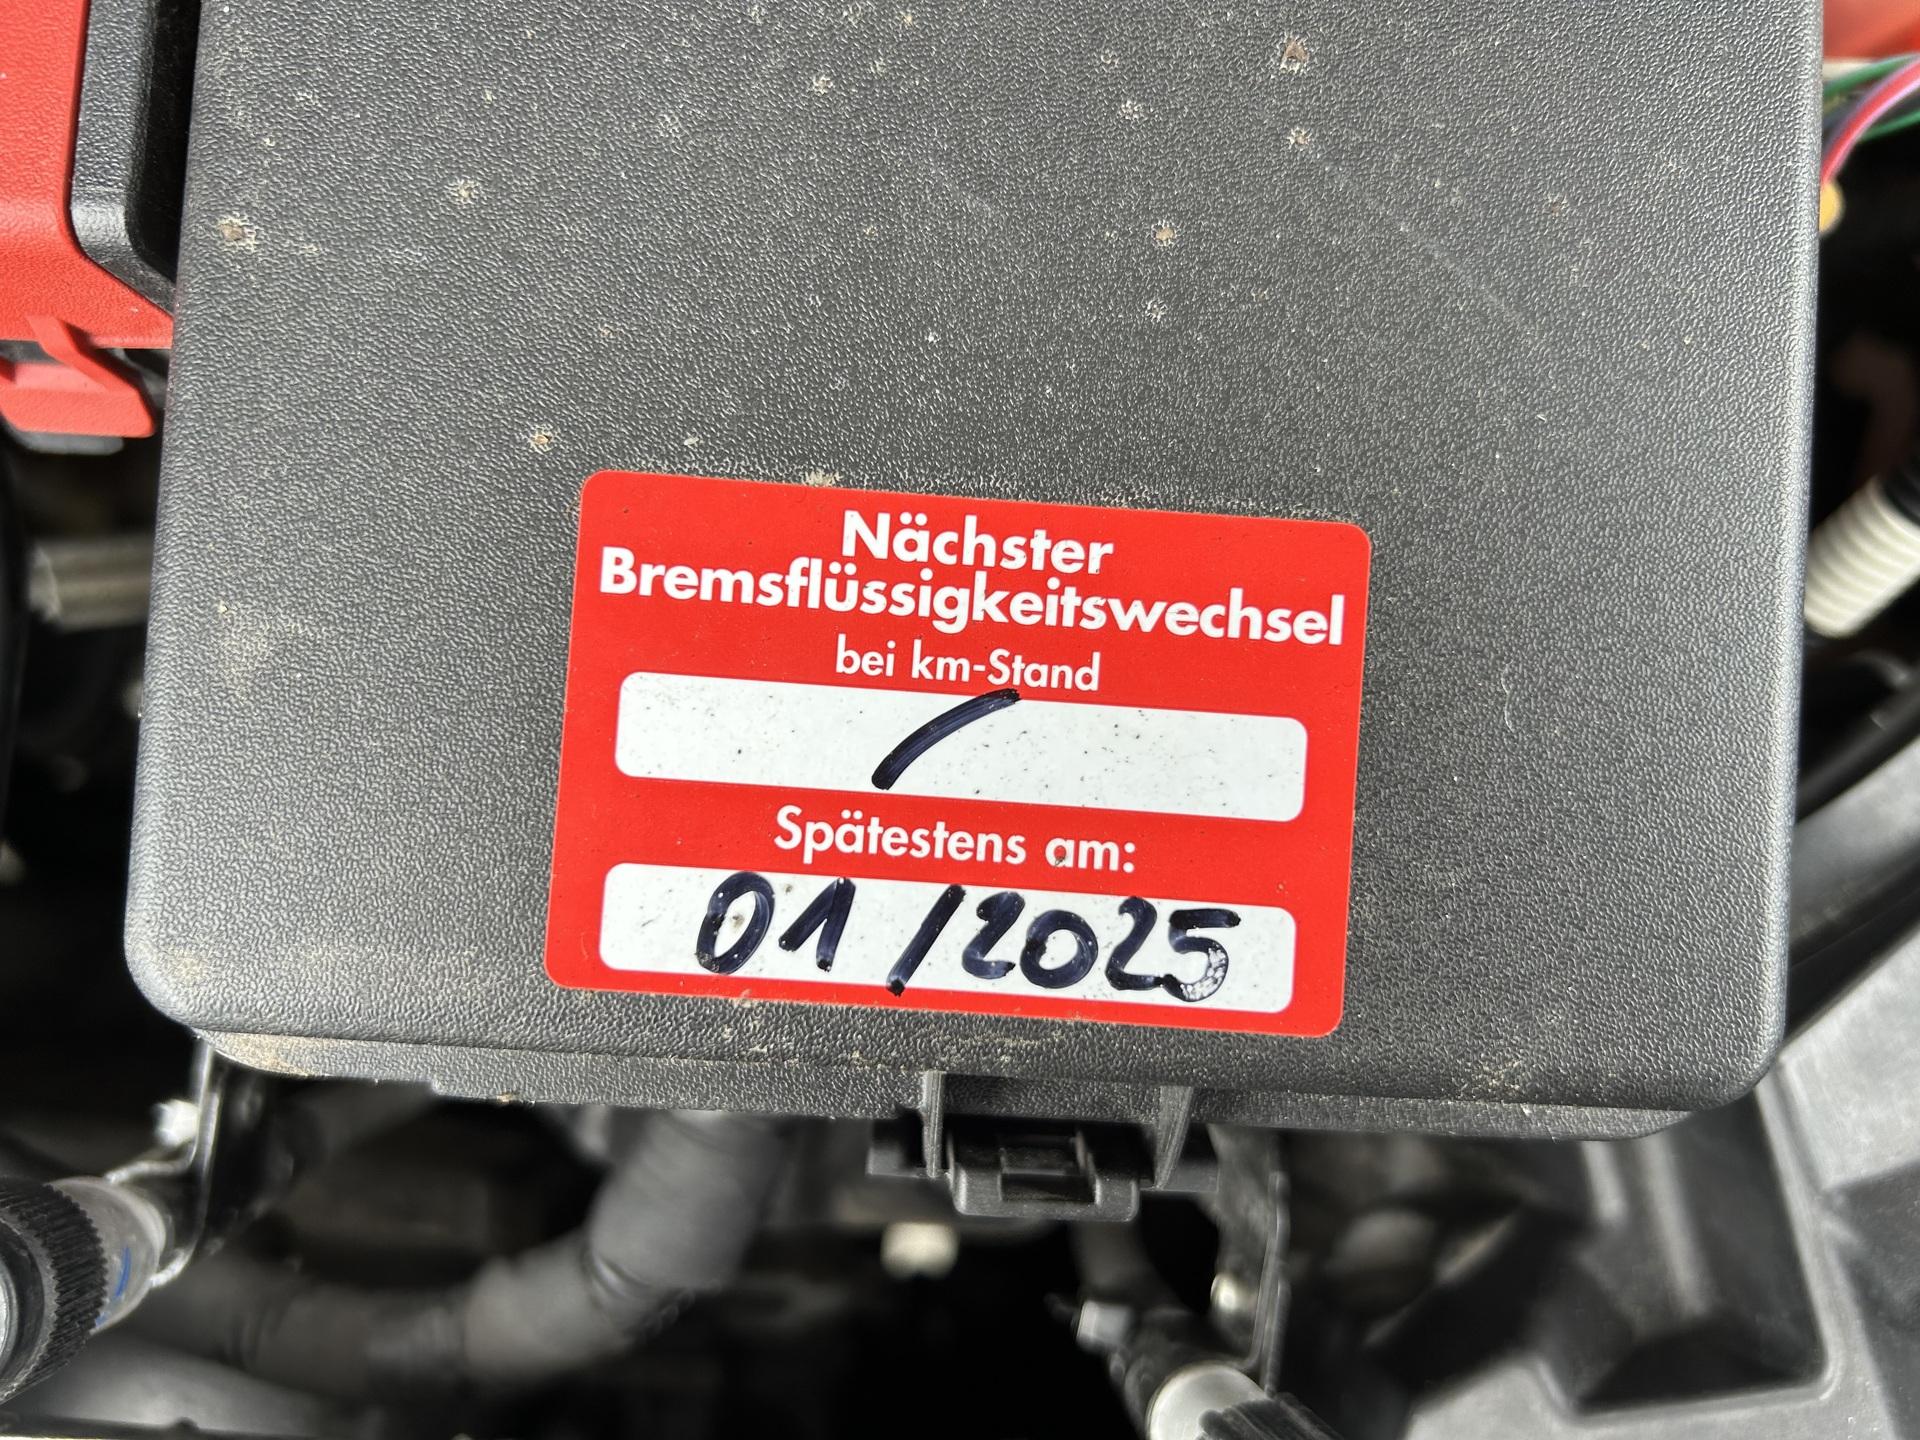 Nächster
Bremsflüssigkeitswechsel
bei km-Stand
/
Spätestens am:
01/2025